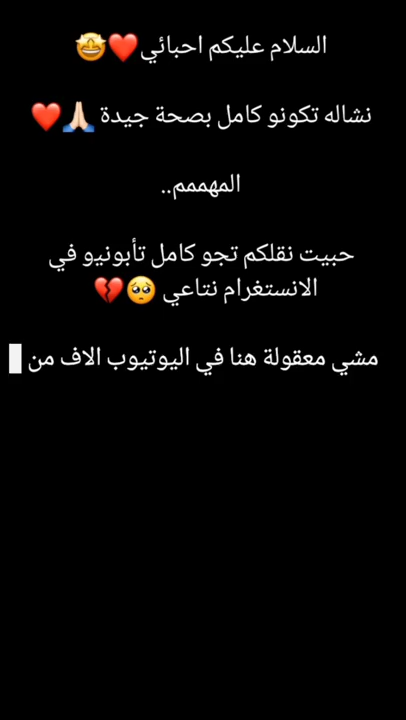 السلام عليكم احبائي ❤️🤩
نشاله تكونو كامل بصحة جيدة 🙏🏻❤️
المهممم..
حبيت نقلكم تجو كامل تأبونيو في
الانستغرام نتاعي 🥺💔
مشي معقولة هنا في اليوتيوب الاف من